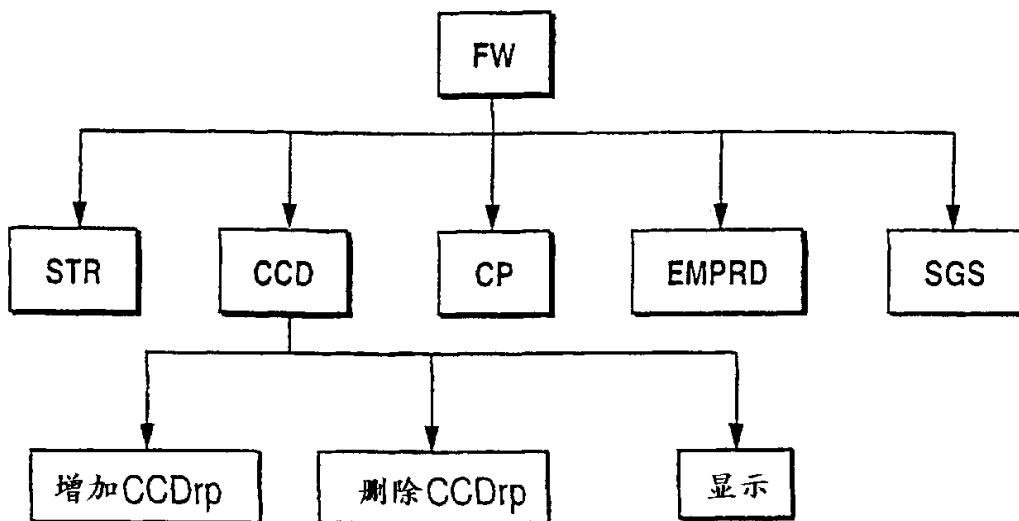 FW
STR
CCD
CP
EMPRD
SGS
增加CCDrp
删除CCDrp
显示